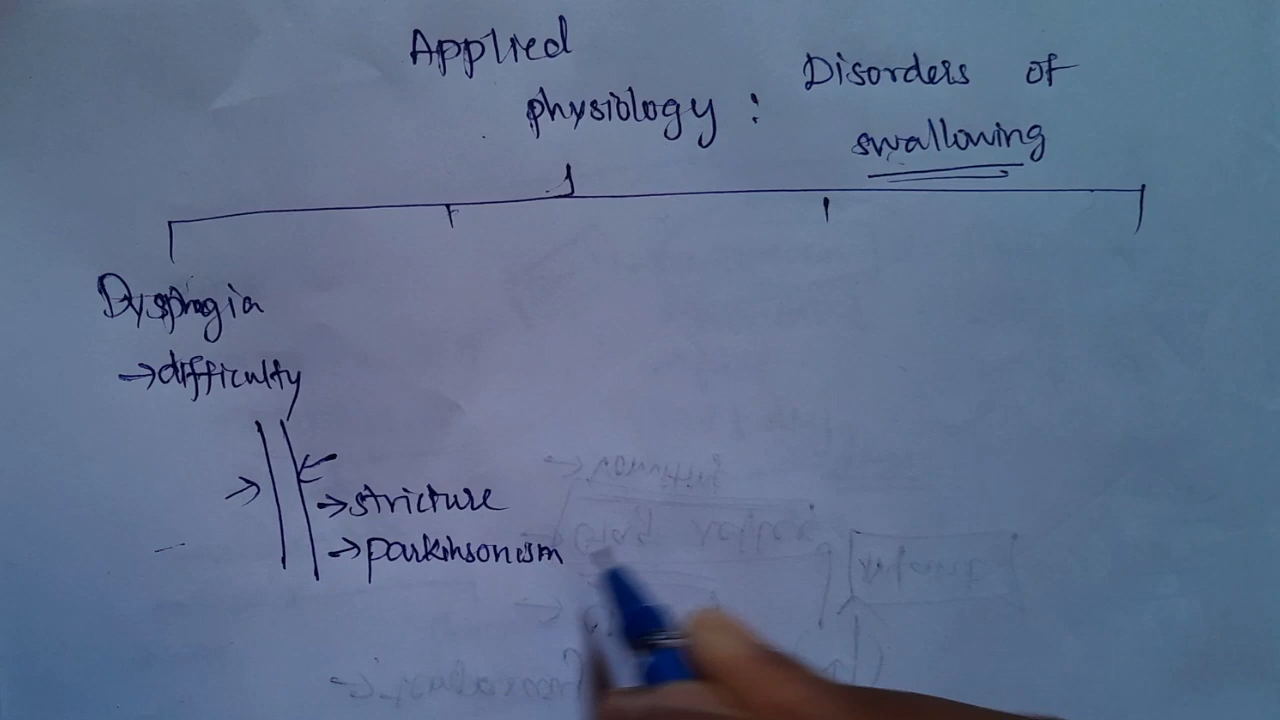 Applied
physiology : Disorders of
swallowing
Dysphagia
→difficulty
→stricture
→parkinsonism